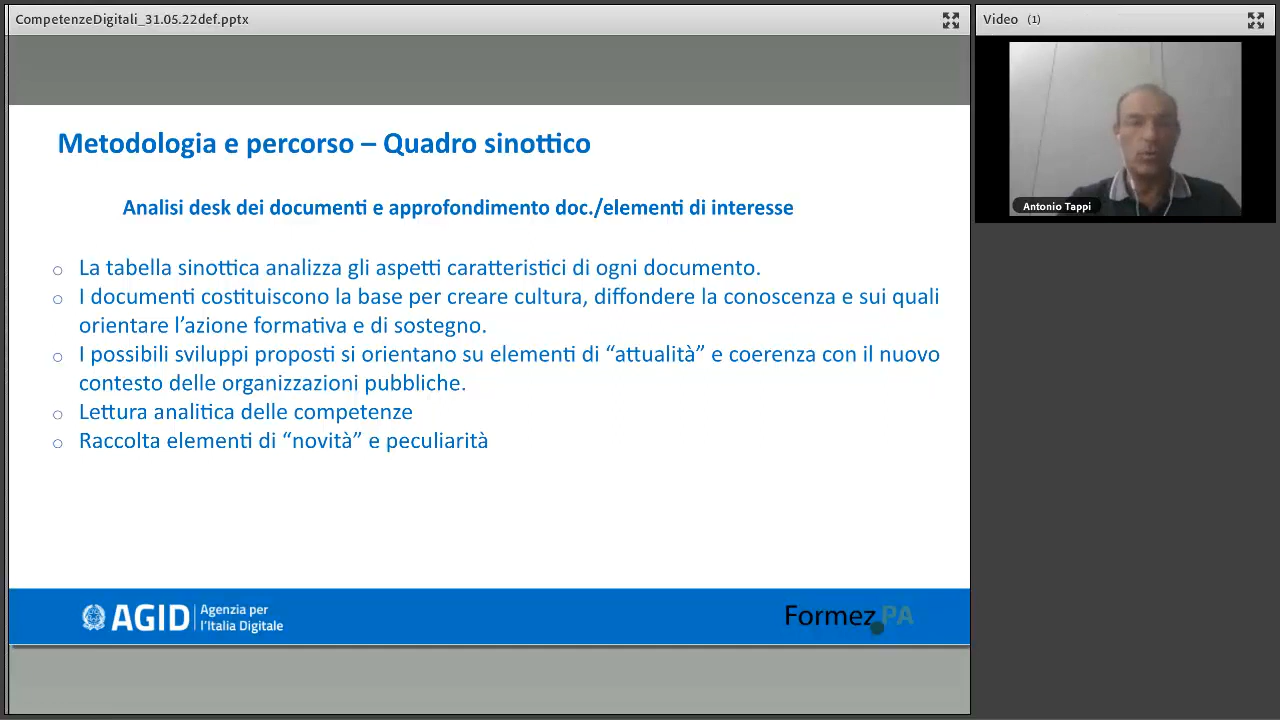 CompetenzeDigitali_31.05.22def.pptx
Video (1)
Antonio Tappi
Metodologia e percorso – Quadro sinottico
Analisi desk dei documenti e approfondimento doc./elementi di interesse
o La tabella sinottica analizza gli aspetti caratteristici di ogni documento.
o I documenti costituiscono la base per creare cultura, diffondere la conoscenza e sui quali
orientare l’azione formativa e di sostegno.
o I possibili sviluppi proposti si orientano su elementi di “attualità” e coerenza con il nuovo
contesto delle organizzazioni pubbliche.
o Lettura analitica delle competenze
o Raccolta elementi di “novità” e peculiarità
AGID
Agenzia per
l’Italia Digitale
Formez PA